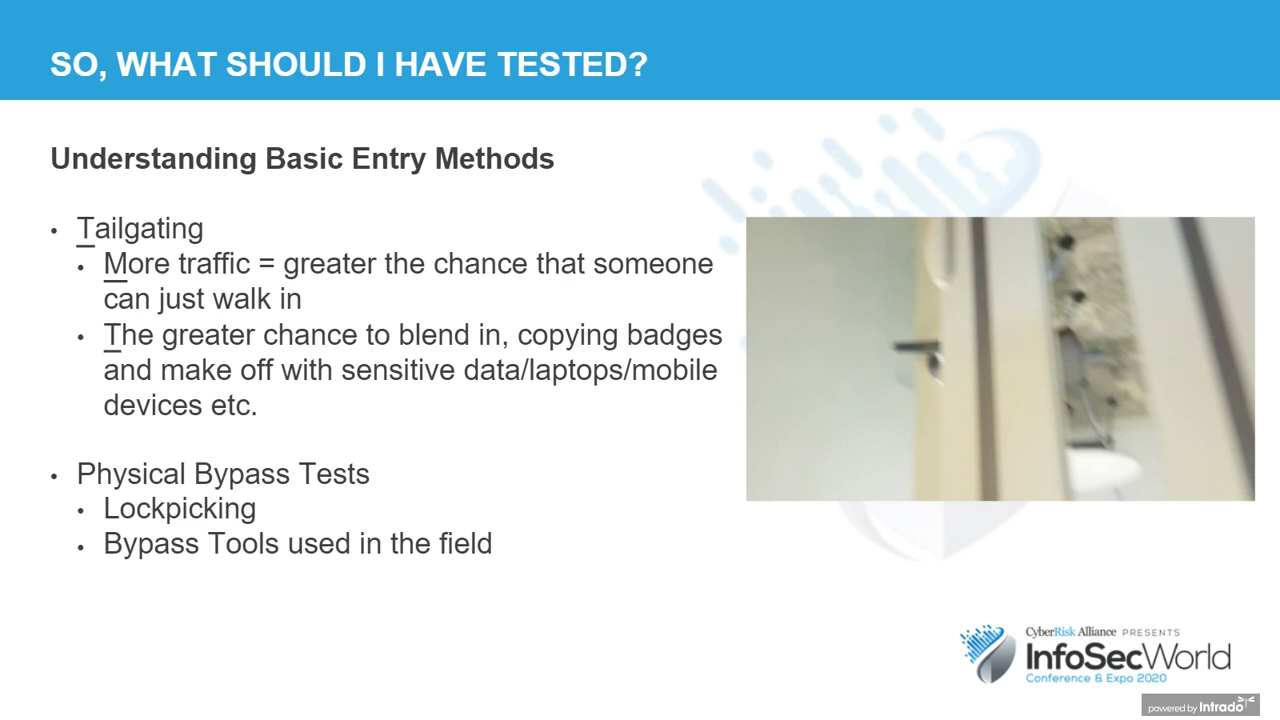 SO, WHAT SHOULD I HAVE TESTED?
Understanding Basic Entry Methods
• Tailgating
• More traffic = greater the chance that someone
can just walk in
• The greater chance to blend in, copying badges
and make off with sensitive data/laptops/mobile
devices etc.
• Physical Bypass Tests
• Lockpicking
• Bypass Tools used in the field
CyberRisk Alliance PRESENTS
InfoSecWorld
Conference & Expo 2020
powered by Intrado